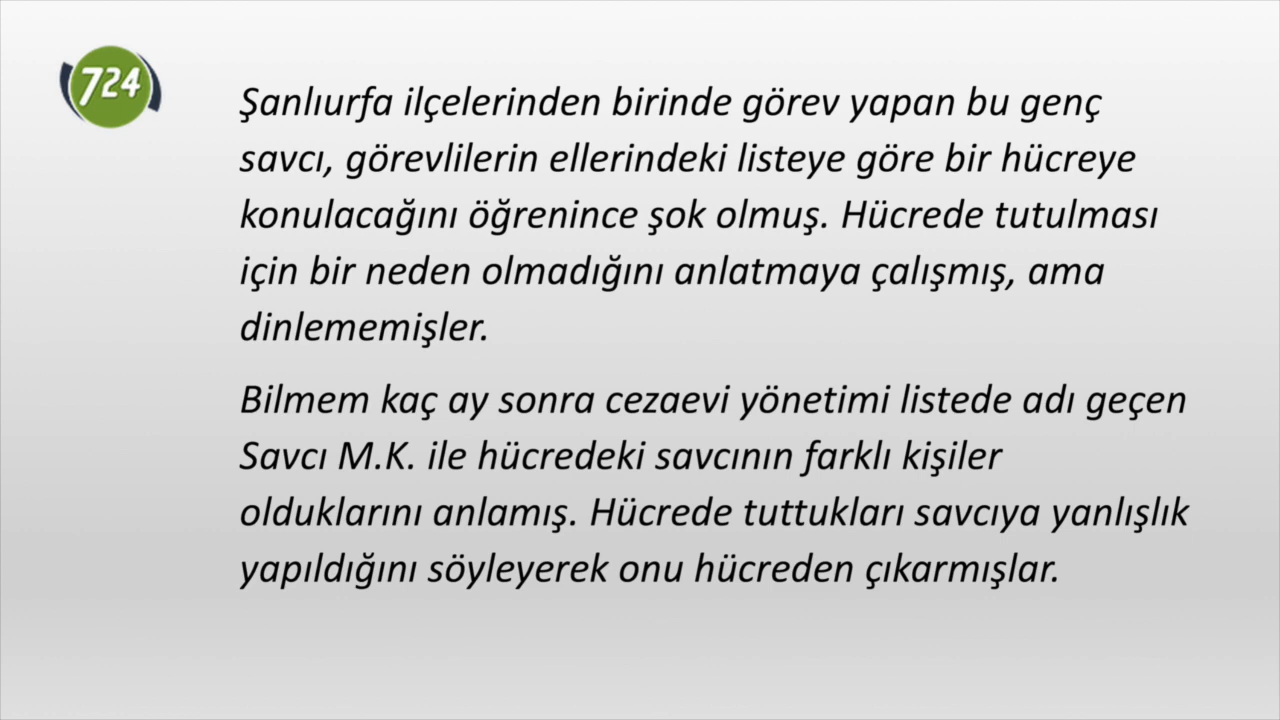 724
Şanlıurfa ilçelerinden birinde görev yapan bu genç
savcı, görevlilerin ellerindeki listeye göre bir hücreye
konulacağını öğrenince şok olmuş. Hücrede tutulması
için bir neden olmadığını anlatmaya çalışmış, ama
dinlememişler.
Bilmem kaç ay sonra cezaevi yönetimi listede adı geçen
Savcı M.K. ile hücredeki savcının farklı kişiler
olduklarını anlamış. Hücrede tuttukları savcıya yanlışlık
yapıldığını söyleyerek onu hücreden çıkarmışlar.